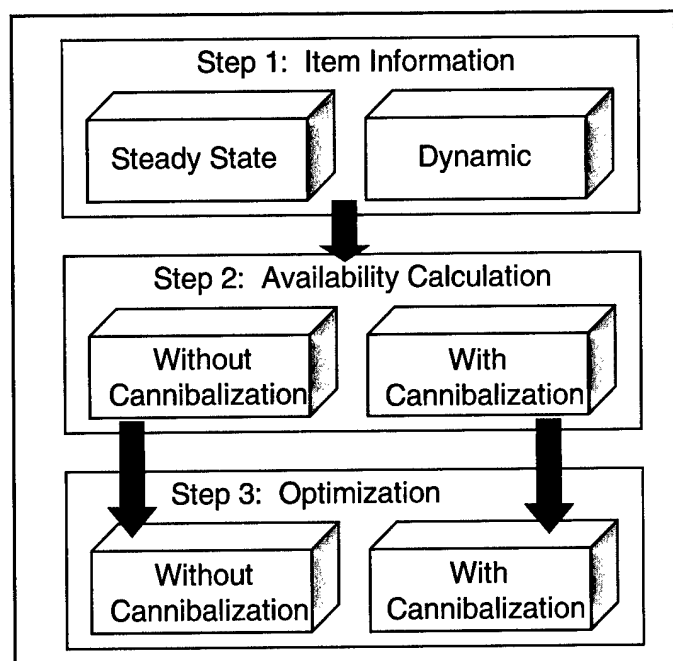 Step 1: Item Information
Steady State
Dynamic
Step 2: Availability Calculation
Without
Cannibalization
With
Cannibalization
Step 3: Optimization
Without
Cannibalization
With
Cannibalization